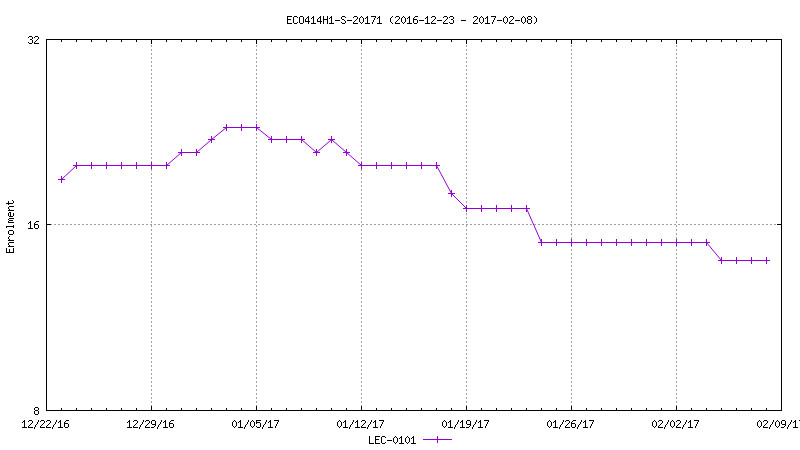 ECO414H1-S-20171 (2016-12-23 - 2017-02-08)
32
16
8
Enrolment
12/22/16 12/29/16 01/05/17 01/12/17 01/19/17 01/26/17 02/02/17 02/09/1
LEC-0101